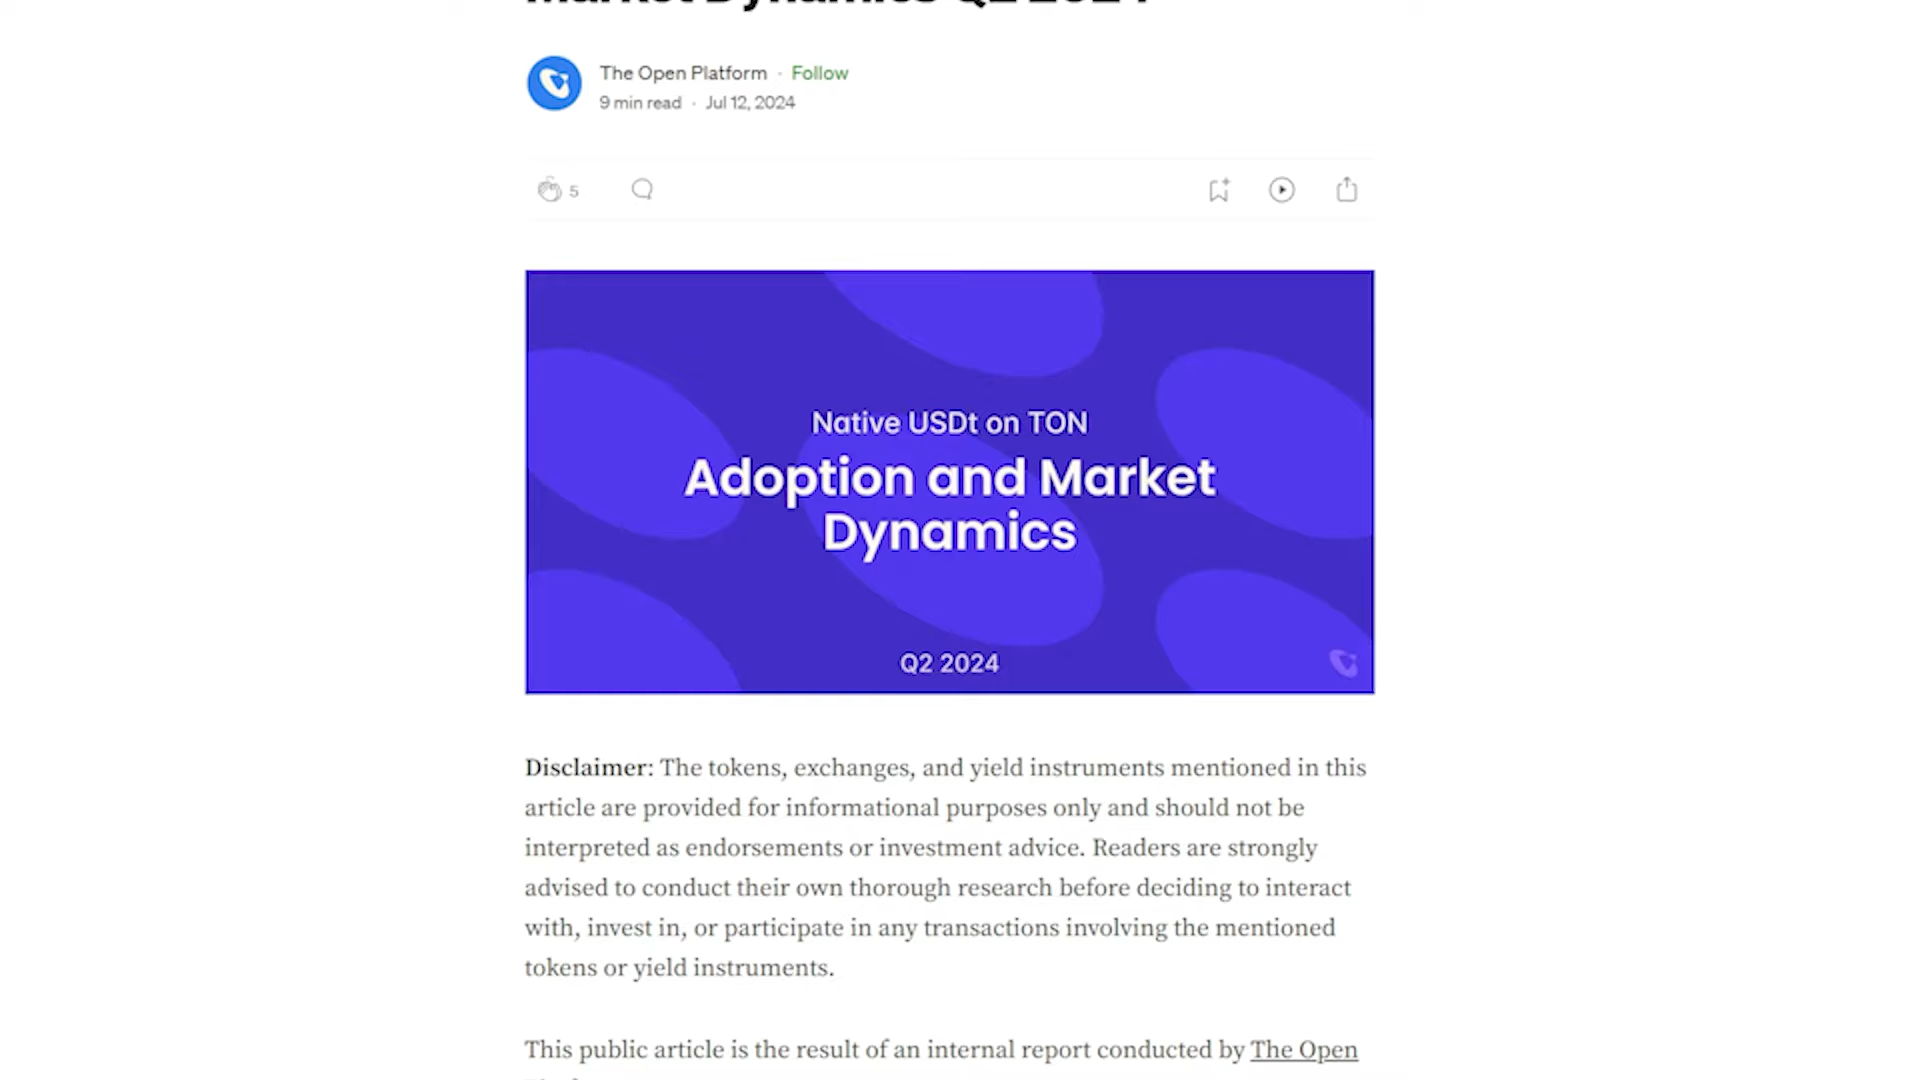 Market Dynamics Q2 2024
The Open Platform · Follow
9 min read · Jul 12, 2024
5
Native USDt on TON
Adoption and Market
Dynamics
Q2 2024
Disclaimer: The tokens, exchanges, and yield instruments mentioned in this
article are provided for informational purposes only and should not be
interpreted as endorsements or investment advice. Readers are strongly
advised to conduct their own thorough research before deciding to interact
with, invest in, or participate in any transactions involving the mentioned
tokens or yield instruments.
This public article is the result of an internal report conducted by The Open